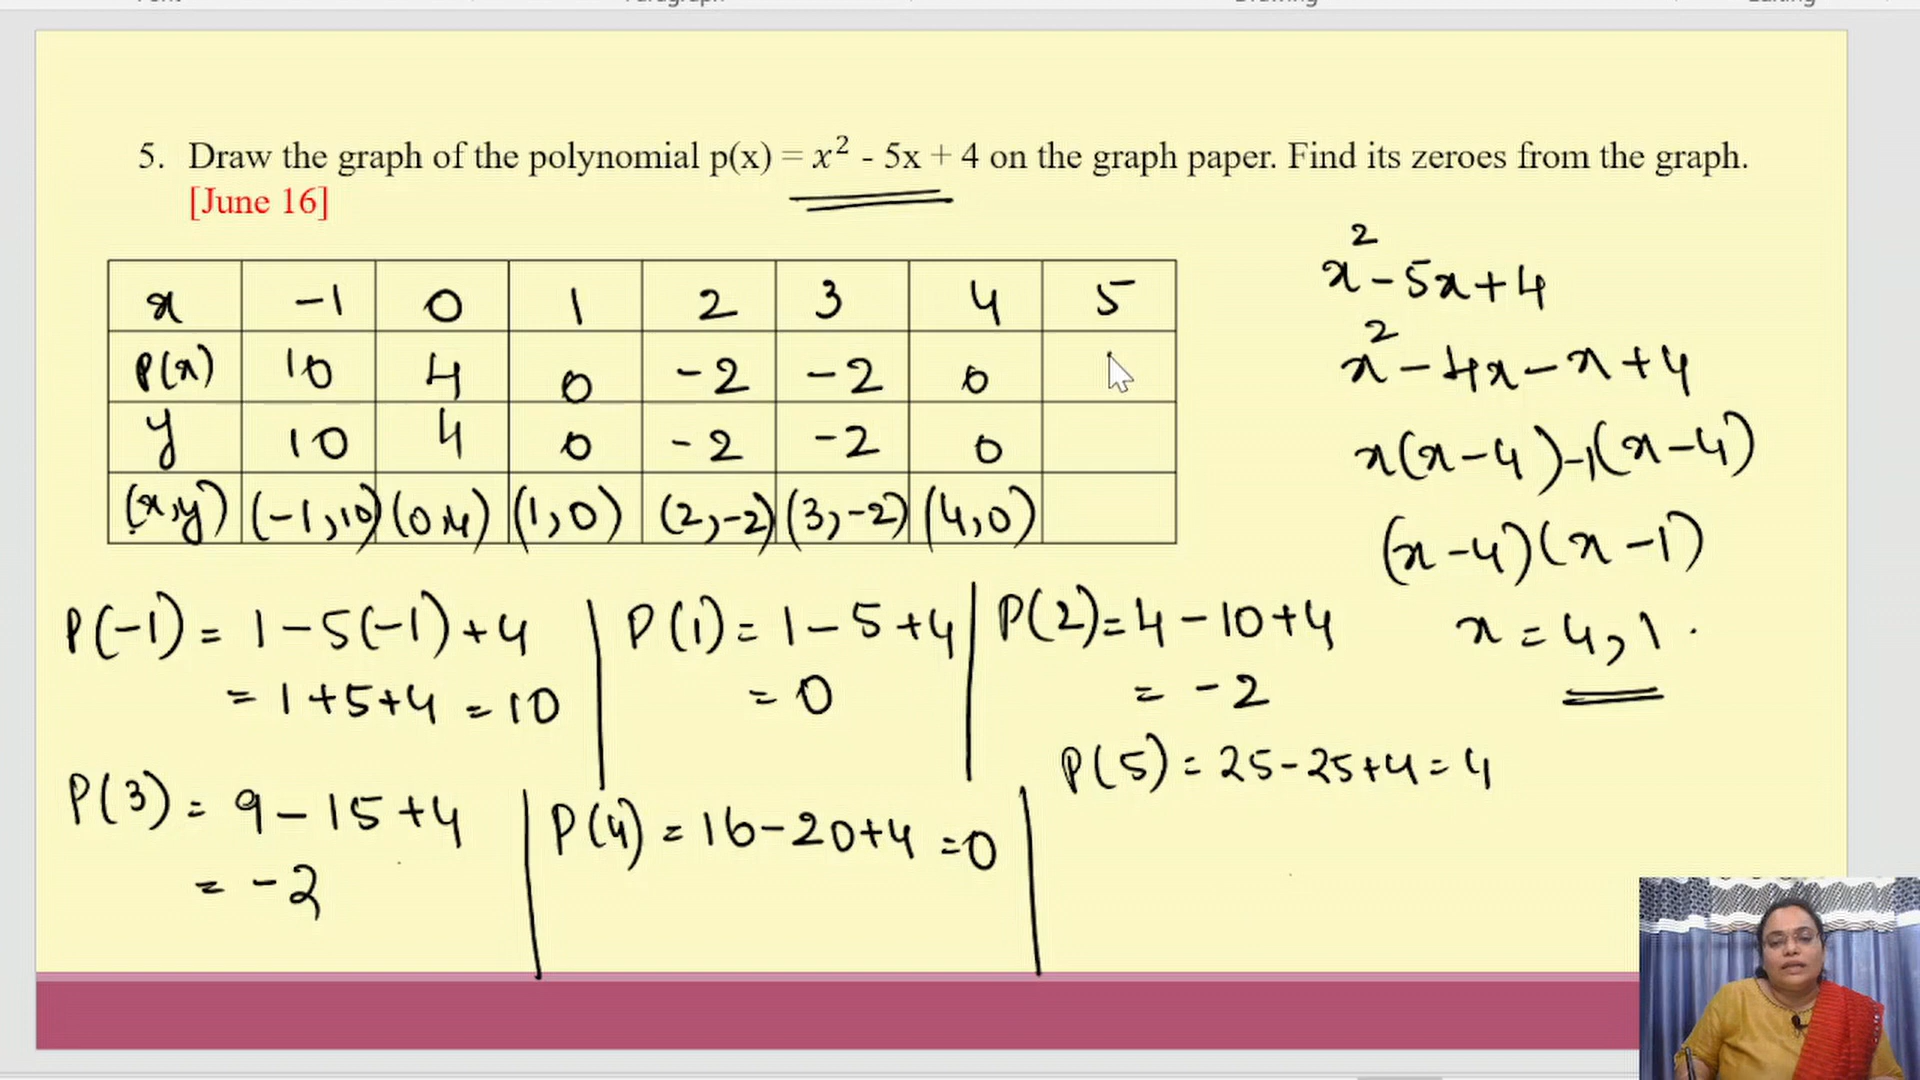 5. Draw the graph of the polynomial p(x) = x² - 5x + 4 on the graph paper. Find its zeroes from the graph.
[June 16]
x -1 0 1 2 3 4 5
P(x) 10 4 0 -2 -2 0
y 10 4 0 -2 -2 0
(x,y) (-1,10) (0,4) (1,0) (2,-2) (3,-2) (4,0)
x² - 5x + 4
x² - 4x - x + 4
x(x-4) -1(x-4)
(x-4)(x-1)
x = 4, 1.
P(-1) = 1 - 5(-1) + 4
= 1 + 5 + 4 = 10
P(1) = 1 - 5 + 4
= 0
P(2) = 4 - 10 + 4
= -2
P(3) = 9 - 15 + 4
= -2
P(4) = 16 - 20 + 4 = 0
P(5) = 25 - 25 + 4 = 4